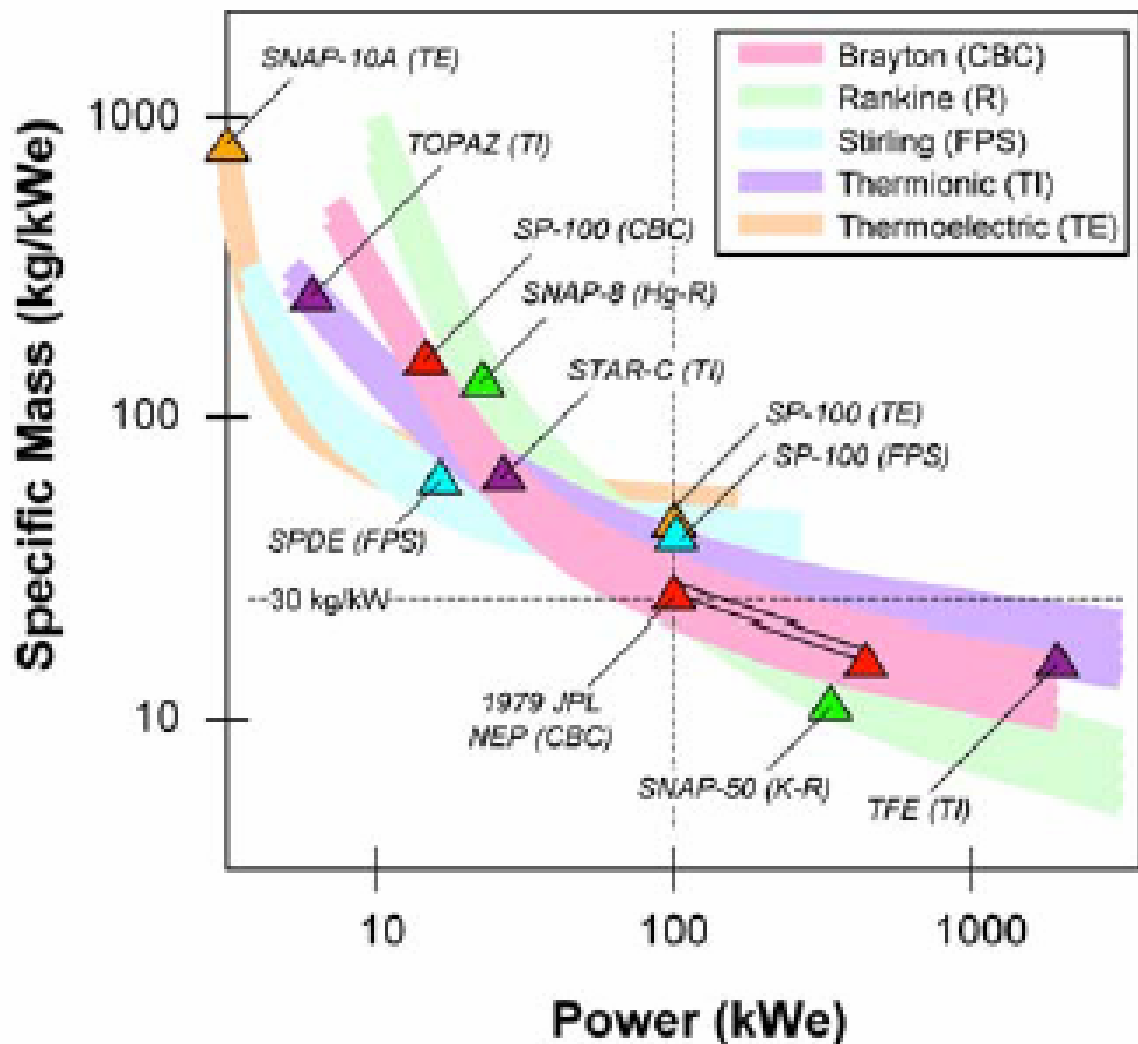 SNAP-10A (TE)
TOPAZ (TI)
SP-100 (CBC)
SNAP-8 (Hg-R)
STAR-C (TI)
SP-100 (TE)
SP-100 (FPS)
SPDE (FPS)
30 kg/kW
1979 JPL
NEP (CBC)
SNAP-50 (K-R)
TFE (TI)
Brayton (CBC)
Rankine (R)
Stirling (FPS)
Thermionic (TI)
Thermoelectric (TE)
Specific Mass (kg/kWe)
1000
100
10
10
100
1000
Power (kWe)